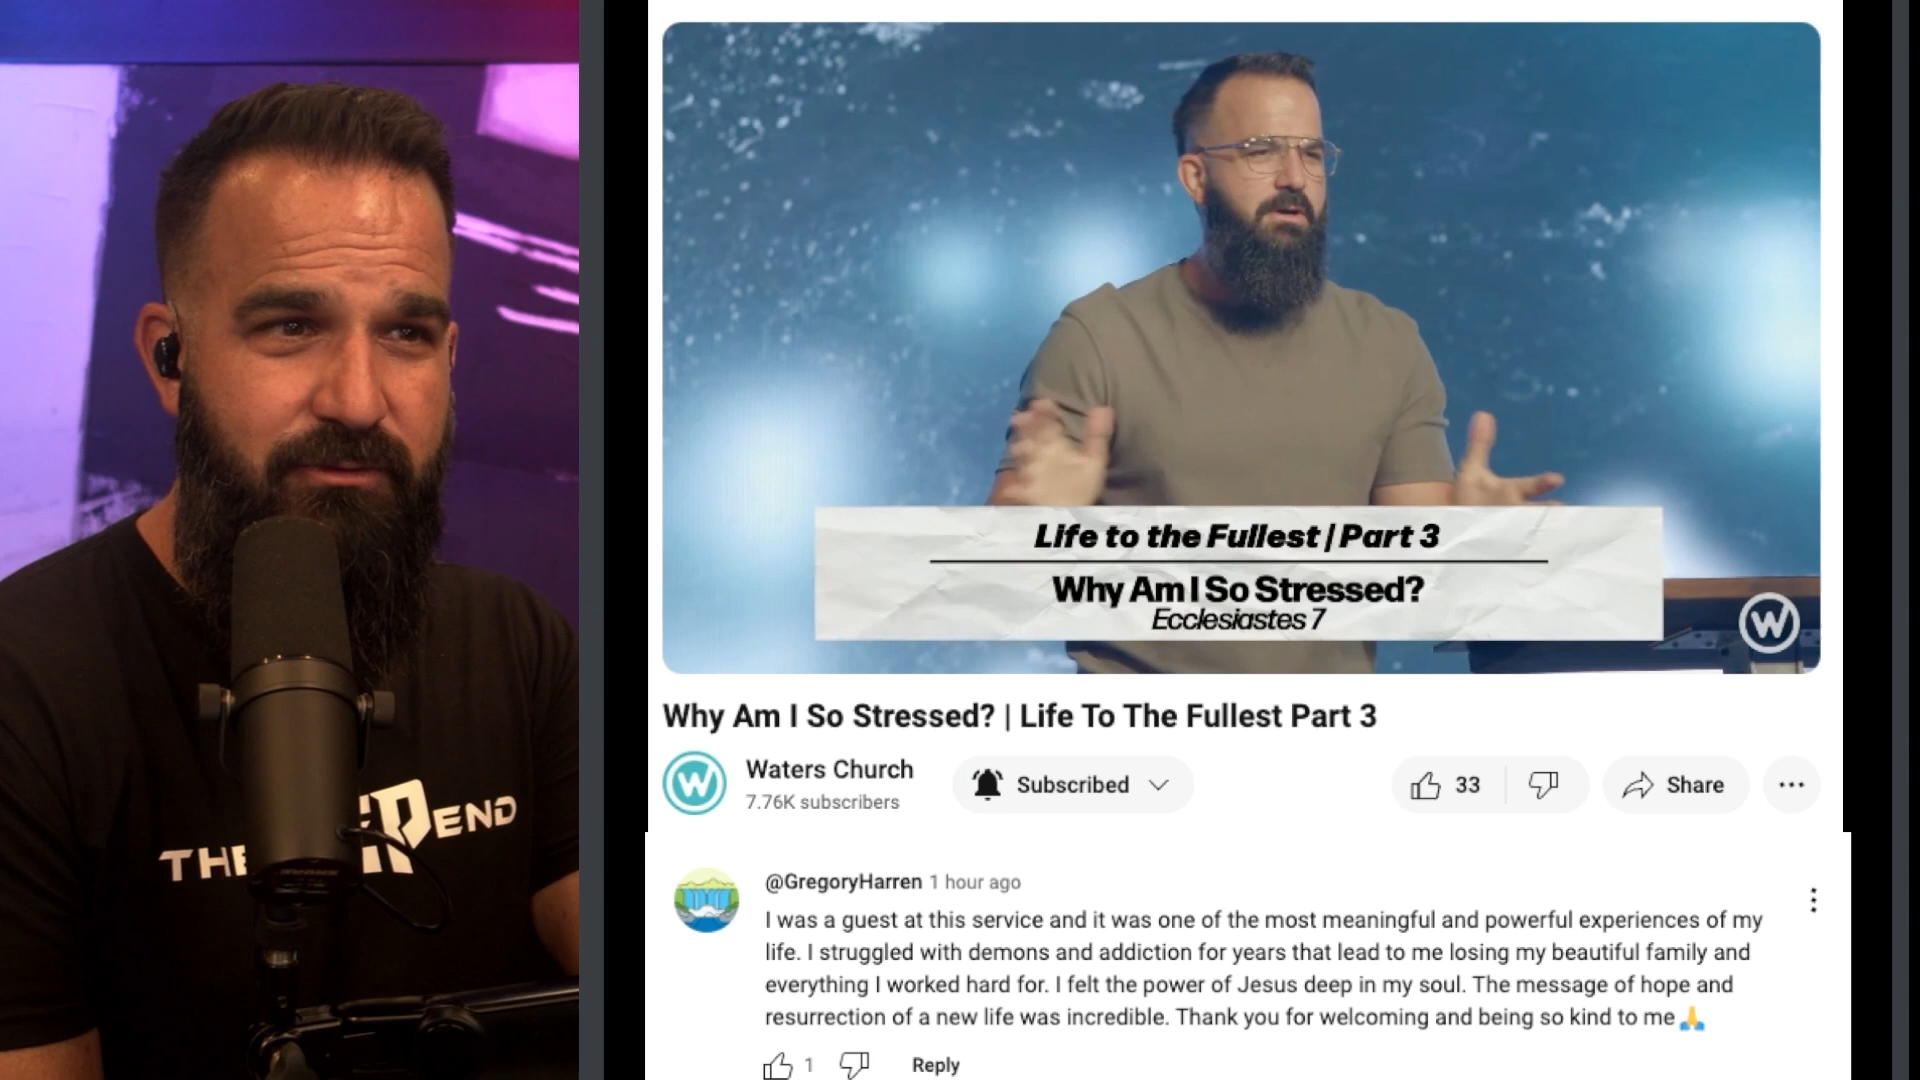 THE
END
Life to the Fullest | Part 3
Why Am I So Stressed?
Ecclesiastes 7
W
Why Am I So Stressed? | Life To The Fullest Part 3
W
Waters Church
7.76K subscribers
Subscribed
33
Share
@GregoryHarren 1 hour ago
I was a guest at this service and it was one of the most meaningful and powerful experiences of my
life. I struggled with demons and addiction for years that lead to me losing my beautiful family and
everything I worked hard for. I felt the power of Jesus deep in my soul. The message of hope and
resurrection of a new life was incredible. Thank you for welcoming and being so kind to me 🙏
1
Reply